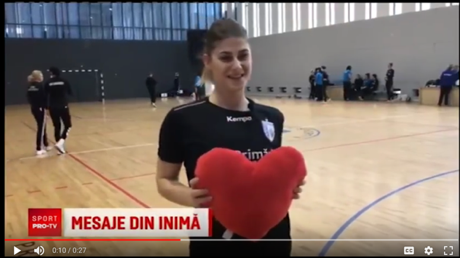 Kempa
SPORT
PRO•TV
MESAJE DIN INIMĂ
0:10 / 0:27